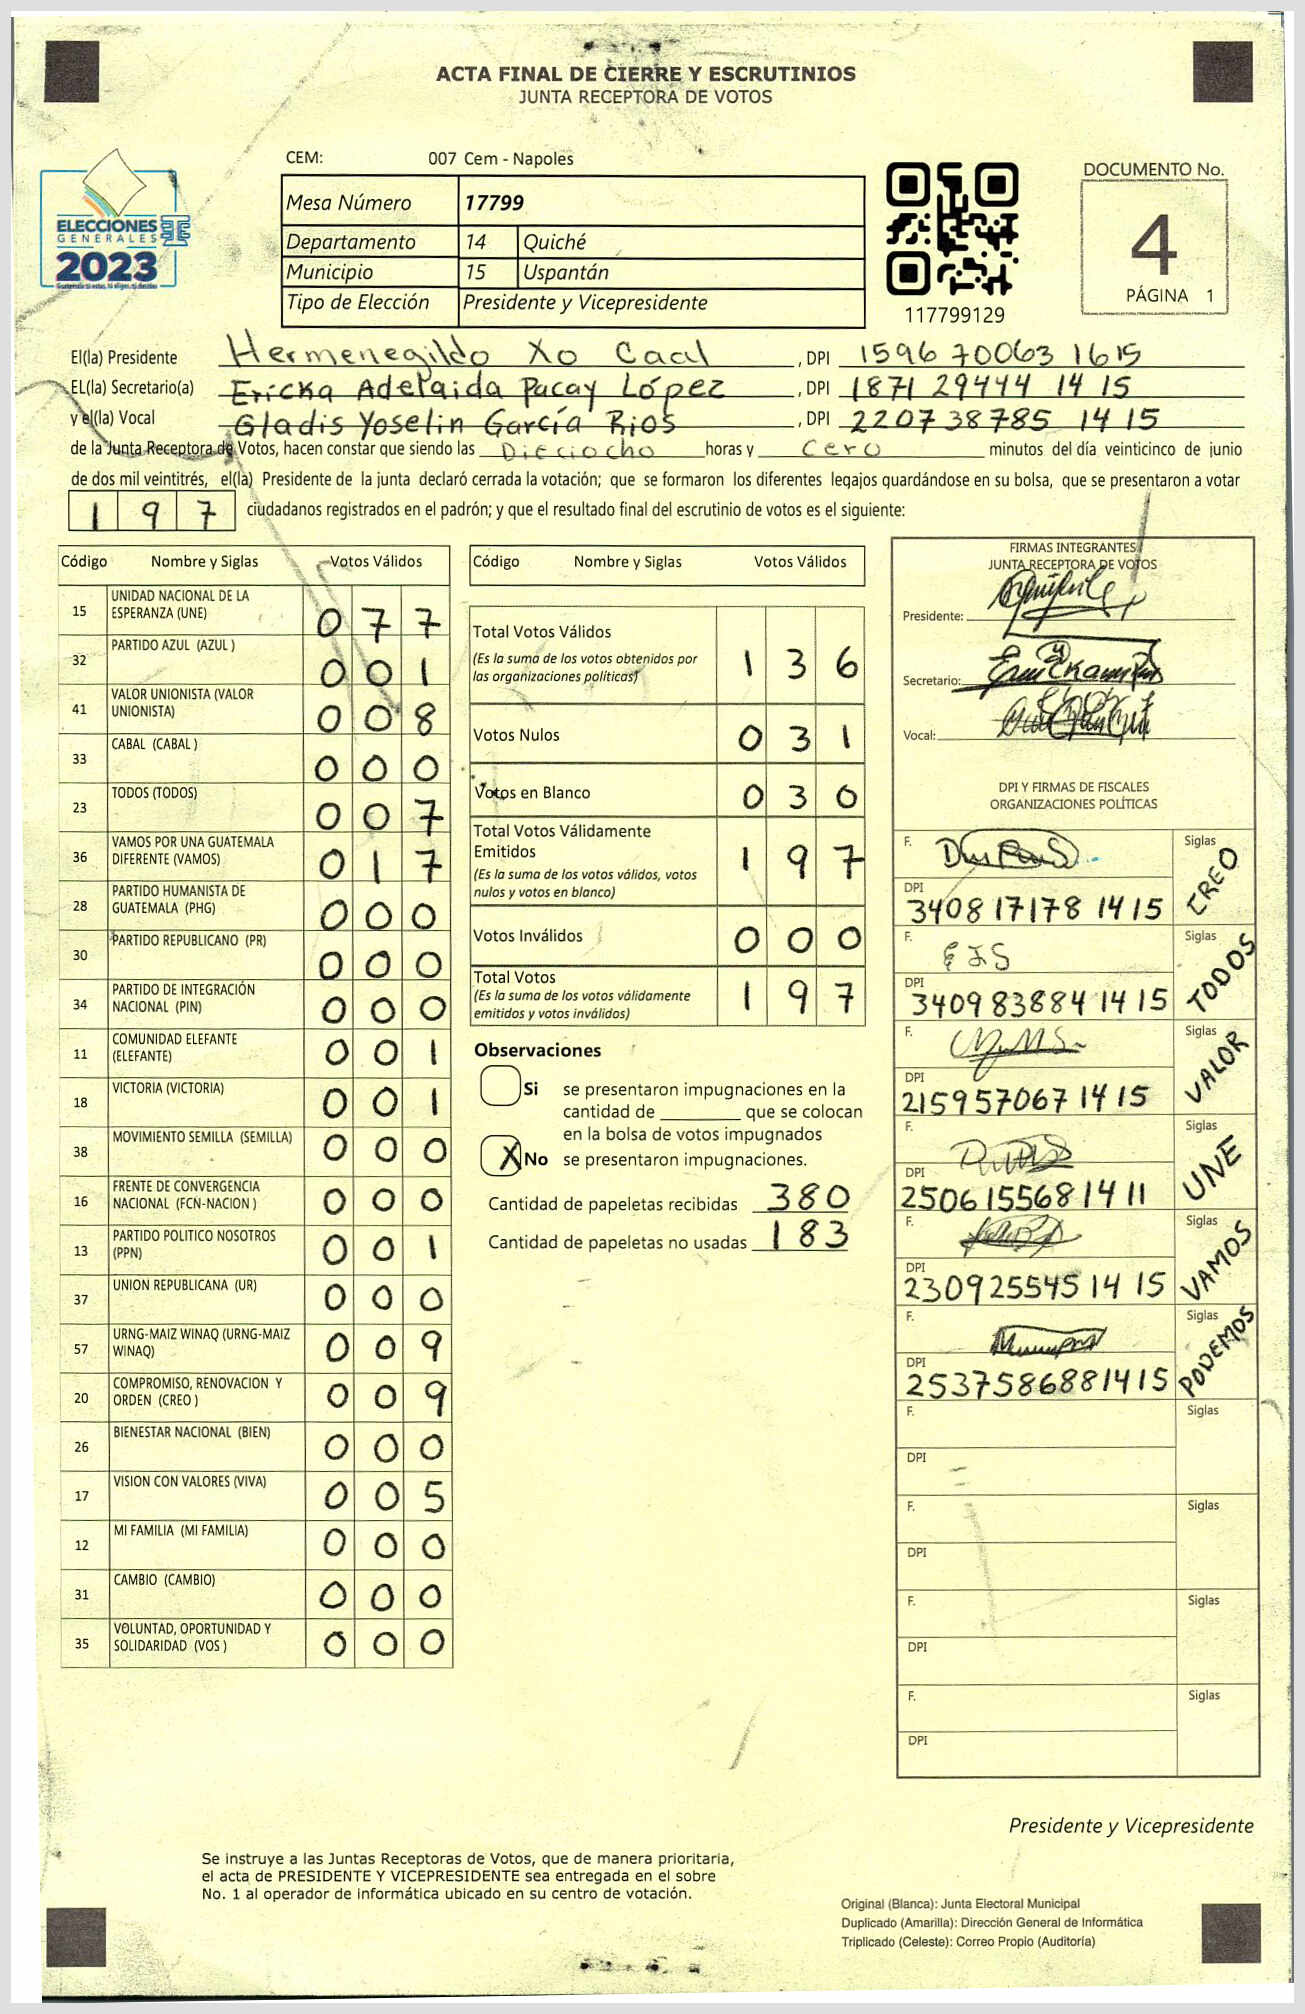 ACTA FINAL DE CIERRE Y ESCRUTINIOS
JUNTA RECEPTORA DE VOTOS
CEM: 007 Cem - Napoles
ELECCIONES
GENERALES
2023
Mesa Número 17799
Departamento 14 Quiché
Municipio 15 Uspantán
Tipo de Elección Presidente y Vicepresidente
117799129
DOCUMENTO No.
4
PÁGINA 1
El(la) Presidente Hermenegildo Xo Caal , DPI 1596 70063 1615
EL(la) Secretario(a) Ericka Adelaida Pacay López , DPI 1871 29444 14 15
y el(la) Vocal Gladis Yoselin García Rios , DPI 220738785 14 15
de la Junta Receptora de Votos, hacen constar que siendo las Dieciocho horas y cero minutos del día veinticinco de junio
de dos mil veintitrés, el(la) Presidente de la junta declaró cerrada la votación; que se formaron los diferentes legajos guardándose en su bolsa, que se presentaron a votar
1 9 7 ciudadanos registrados en el padrón; y que el resultado final del escrutinio de votos es el siguiente:
Código Nombre y Siglas Votos Válidos
15 UNIDAD NACIONAL DE LA ESPERANZA (UNE) 0 7 7
32 PARTIDO AZUL (AZUL ) 0 0 1
41 VALOR UNIONISTA (VALOR UNIONISTA) 0 0 8
33 CABAL (CABAL ) 0 0 0
23 TODOS (TODOS) 0 0 7
36 VAMOS POR UNA GUATEMALA DIFERENTE (VAMOS) 0 1 7
28 PARTIDO HUMANISTA DE GUATEMALA (PHG) 0 0 0
30 PARTIDO REPUBLICANO (PR) 0 0 0
34 PARTIDO DE INTEGRACIÓN NACIONAL (PIN) 0 0 0
11 COMUNIDAD ELEFANTE (ELEFANTE) 0 0 1
18 VICTORIA (VICTORIA) 0 0 1
38 MOVIMIENTO SEMILLA (SEMILLA) 0 0 0
16 FRENTE DE CONVERGENCIA NACIONAL (FCN-NACION ) 0 0 0
13 PARTIDO POLITICO NOSOTROS (PPN) 0 0 1
37 UNION REPUBLICANA (UR) 0 0 0
57 URNG-MAIZ WINAQ (URNG-MAIZ WINAQ) 0 0 9
20 COMPROMISO, RENOVACION Y ORDEN (CREO ) 0 0 9
26 BIENESTAR NACIONAL (BIEN) 0 0 0
17 VISION CON VALORES (VIVA) 0 0 5
12 MI FAMILIA (MI FAMILIA) 0 0 0
31 CAMBIO (CAMBIO) 0 0 0
35 VOLUNTAD, OPORTUNIDAD Y SOLIDARIDAD (VOS ) 0 0 0
Código Nombre y Siglas Votos Válidos
Total Votos Válidos 1 3 6
(Es la suma de los votos obtenidos por
las organizaciones políticas)
Votos Nulos 0 3 1
Votos en Blanco 0 3 0
Total Votos Válidamente
Emitidos 1 9 7
(Es la suma de los votos válidos, votos
nulos y votos en blanco)
Votos Inválidos 0 0 0
Total Votos 1 9 7
(Es la suma de los votos válidamente
emitidos y votos inválidos)
Observaciones
Si se presentaron impugnaciones en la
cantidad de ________ que se colocan
en la bolsa de votos impugnados
X No se presentaron impugnaciones.
Cantidad de papeletas recibidas 380
Cantidad de papeletas no usadas 183
FIRMAS INTEGRANTES
JUNTA RECEPTORA DE VOTOS
Presidente:
Secretario:
Vocal:
DPI Y FIRMAS DE FISCALES
ORGANIZACIONES POLÍTICAS
F. Siglas CREO
DPI 3408 17178 14 15
F. Siglas TODOS
DPI 3409 83884 14 15
F. Siglas VALOR
DPI 215957067 14 15
F. Siglas UNE
DPI 2506 15568 14 11
F. Siglas VAMOS
DPI 230925545 14 15
F. Siglas PODEMOS
DPI 2537586881415
F. Siglas
DPI
F. Siglas
DPI
F. Siglas
DPI
F. Siglas
DPI
Presidente y Vicepresidente
Se instruye a las Juntas Receptoras de Votos, que de manera prioritaria,
el acta de PRESIDENTE Y VICEPRESIDENTE sea entregada en el sobre
No. 1 al operador de informática ubicado en su centro de votación.
Original (Blanca): Junta Electoral Municipal
Duplicado (Amarilla): Dirección General de Informática
Triplicado (Celeste): Correo Propio (Auditoría)